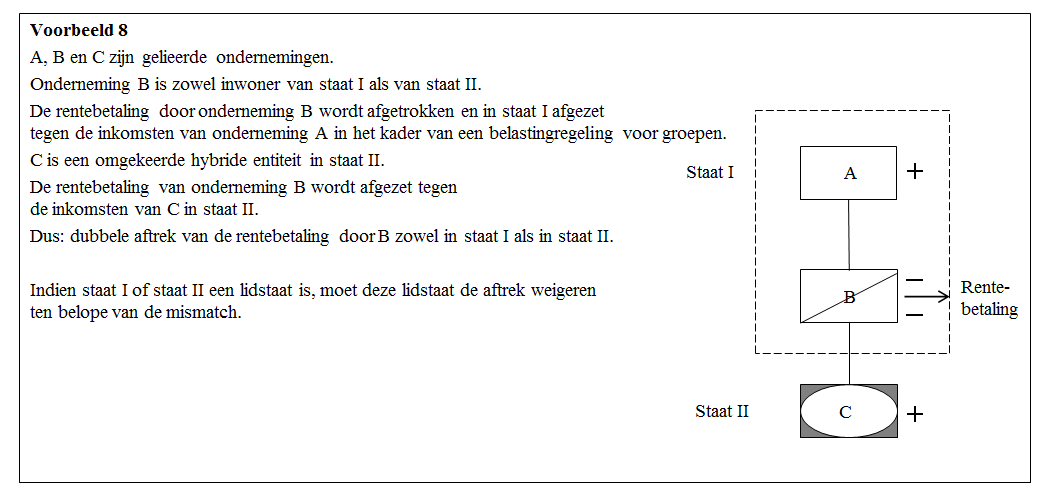 Voorbeeld 8
A, B en C zijn gelieerde ondernemingen.
Onderneming B is zowel inwoner van staat I als van staat II.
De rentebetaling door onderneming B wordt afgetrokken en in staat I afgezet
tegen de inkomsten van onderneming A in het kader van een belastingregeling voor groepen.
C is een omgekeerde hybride entiteit in staat II.
De rentebetaling van onderneming B wordt afgezet tegen
de inkomsten van C in staat II.
Dus: dubbele aftrek van de rentebetaling door B zowel in staat I als in staat II.
Indien staat I of staat II een lidstaat is, moet deze lidstaat de aftrek weigeren
ten belope van de mismatch.
Staat I
A
+
B
Rente-
betaling
Staat II
C
+